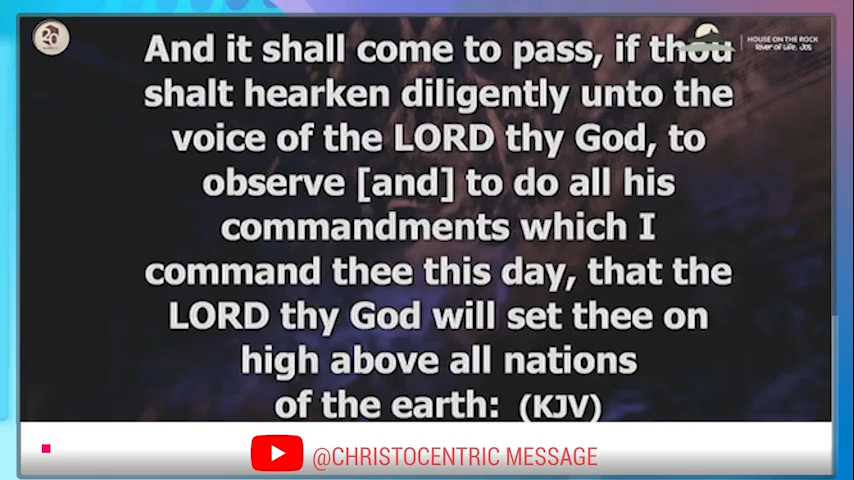 20
HOUSE ON THE ROCK
River of Life, Jos
And it shall come to pass, if thou
shalt hearken diligently unto the
voice of the LORD thy God, to
observe [and] to do all his
commandments which I
command thee this day, that the
LORD thy God will set thee on
high above all nations
of the earth: (KJV)
@CHRISTOCENTRIC MESSAGE